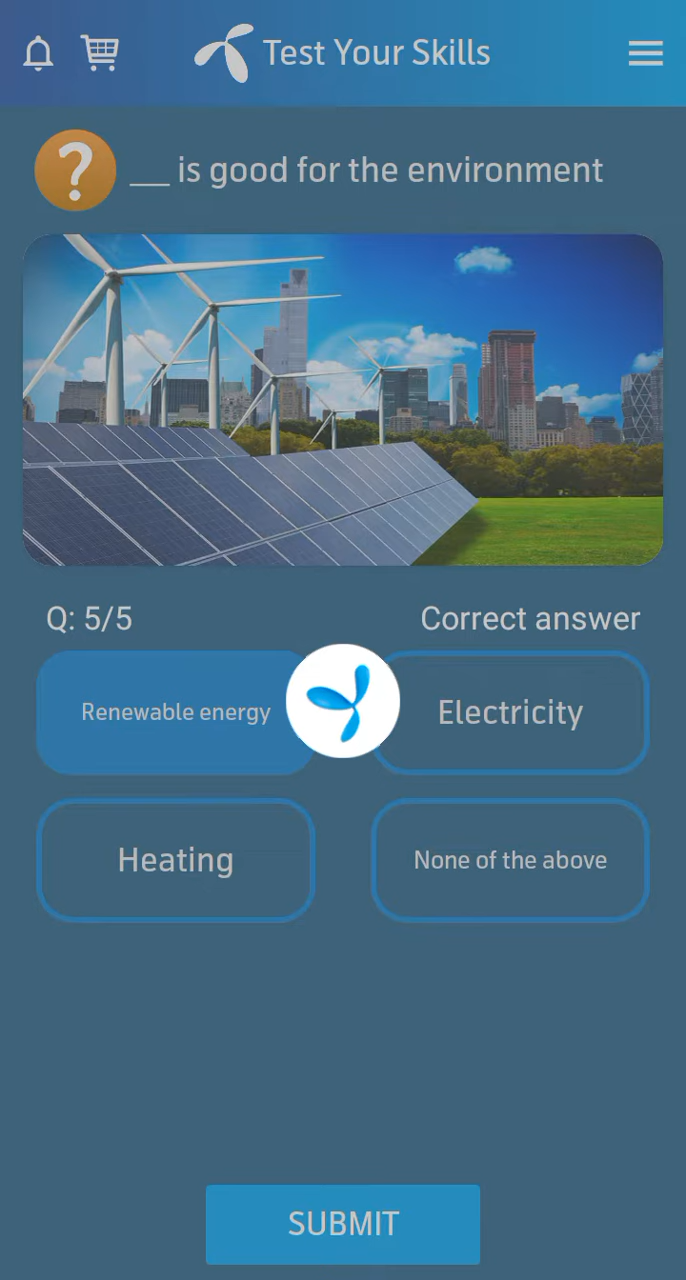 Test Your Skills
? __ is good for the environment
Q: 5/5
Correct answer
Renewable energy
Electricity
Heating
None of the above
SUBMIT